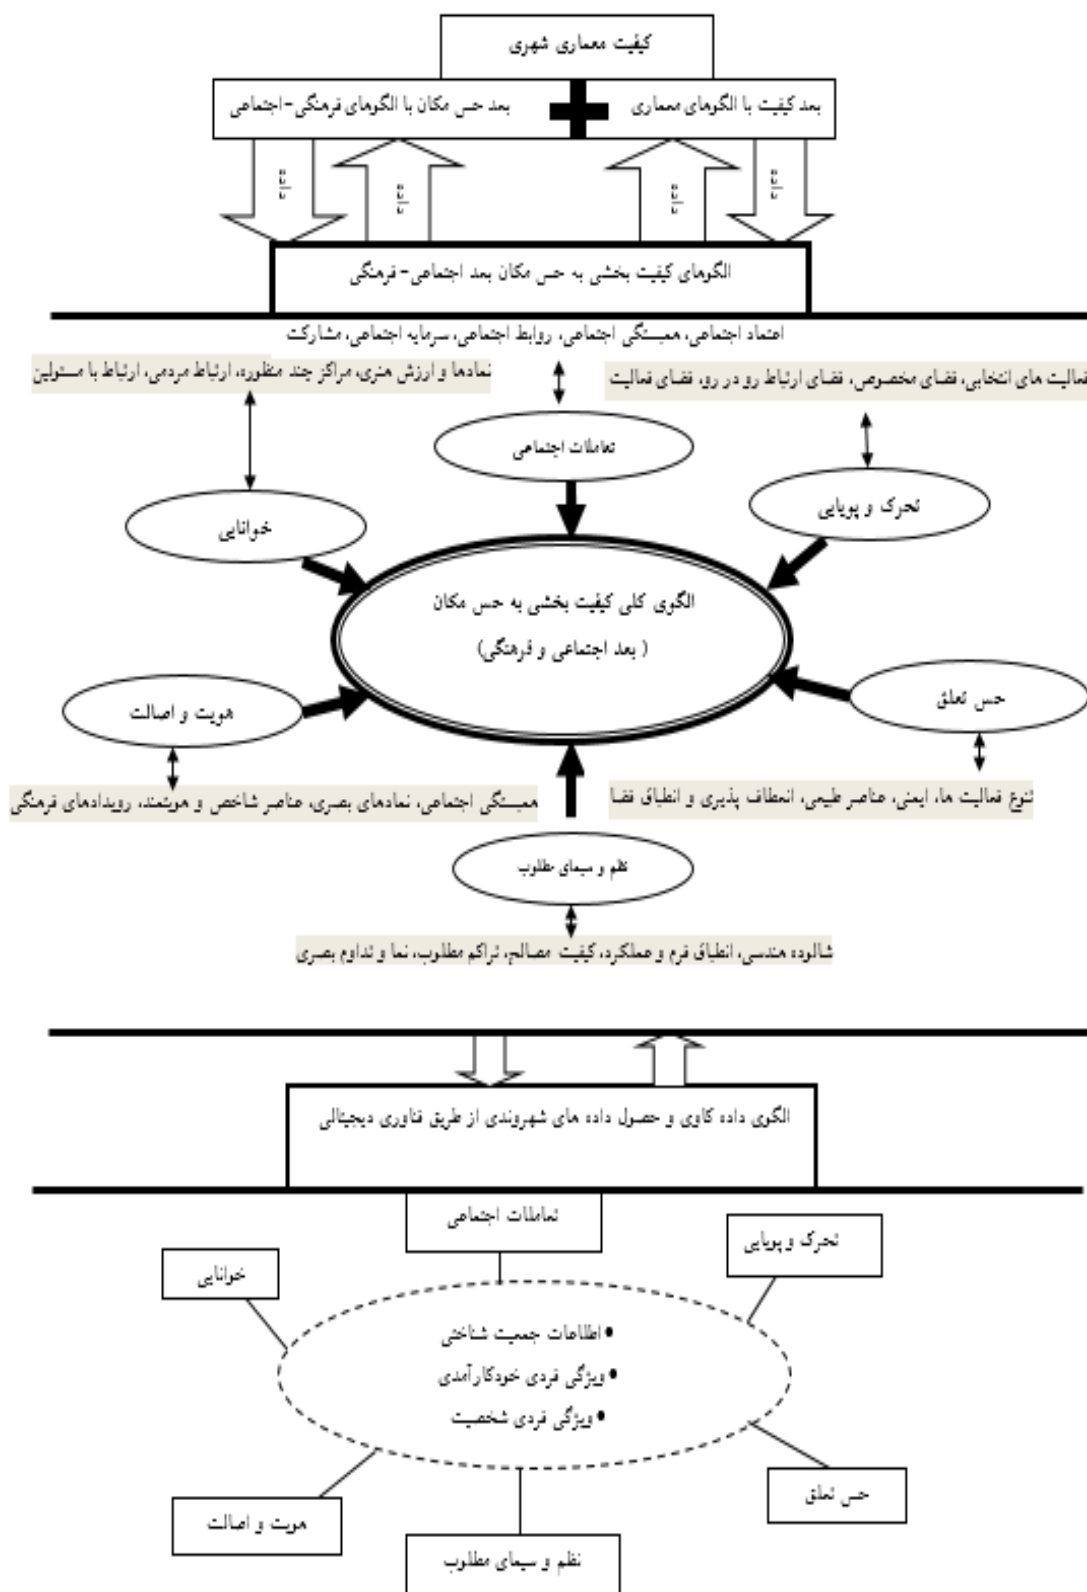 کیفیت معماری شهری
بعد کیفیت با الگوهای معماری
بعد حس مکان با الگوهای فرهنگی-اجتماعی
داده
داده
داده
داده
الگوهای کیفیت بخشی به حس مکان بعد اجتماعی- فرهنگی
اعتماد اجتماعی، همبستگی اجتماعی، روابط اجتماعی، سرمایه اجتماعی، مشارکت
فعالیت های انتخابی، فضای مخصوص، فضای ارتباط رو در رو، فضای فعالیت
نمادها و ارزش هنری، مراکز چند منظوره، ارتباط مردمی، ارتباط با مسئولین
تعاملات اجتماعی
تحرک و پویایی
خوانایی
الگوی کلی کیفیت بخشی به حس مکان
( بعد اجتماعی و فرهنگی)
حس تعلق
هویت و اصالت
تنوع فعالیت ها، ایمنی، عناصر طبیعی، انعطاف پذیری و انطباق فضا
همبستگی اجتماعی، نمادهای بصری، عناصر شاخص و هویتمند، رویدادهای فرهنگی
نظم و سیمای مطلوب
شالوده هندسی، انطباق فرم و عملکرد، کیفیت مصالح، تراکم مطلوب، نما و تداوم بصری
الگوی داده کاوی و حصول داده های شهروندی از طریق فناوری دیجیتالی
تعاملات اجتماعی
تحرک و پویایی
خوانایی
• اطلاعات جمعیت شناختی
• ویژگی فردی خودکارآمدی
• ویژگی فردی شخصیت
حس تعلق
هویت و اصالت
نظم و سیمای مطلوب